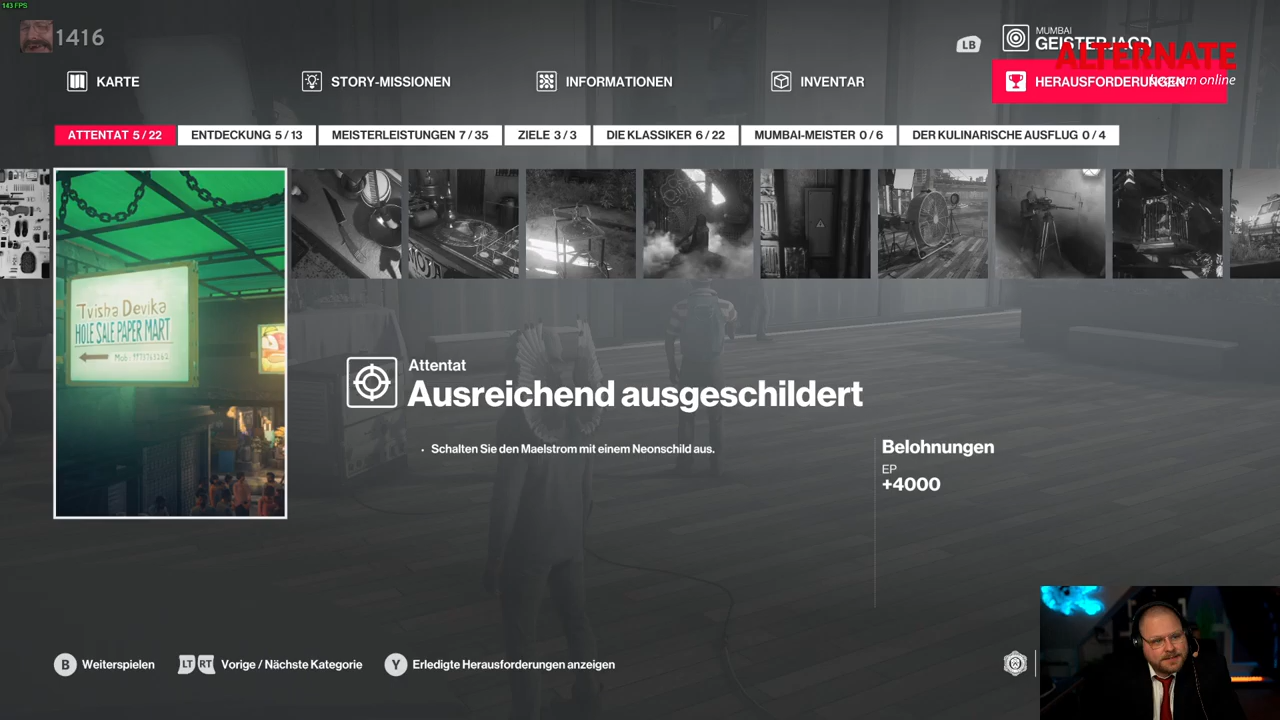 143 FPS
1416
LB
MUMBAI
GEISTERJAGD
ALTERNATE
bequem online
KARTE
STORY-MISSIONEN
INFORMATIONEN
INVENTAR
HERAUSFORDERUNGEN
ATTENTAT 5 / 22
ENTDECKUNG 5 / 13
MEISTERLEISTUNGEN 7 / 35
ZIELE 3 / 3
DIE KLASSIKER 6 / 22
MUMBAI-MEISTER 0 / 6
DER KULINARISCHE AUSFLUG 0 / 4
Tvisha Devika
HOLE SALE PAPER MART
Attentat
Ausreichend ausgeschildert
• Schalten Sie den Maelstrom mit einem Neonschild aus.
Belohnungen
EP
+4000
B Weiterspielen
LT RT Vorige / Nächste Kategorie
Y Erledigte Herausforderungen anzeigen